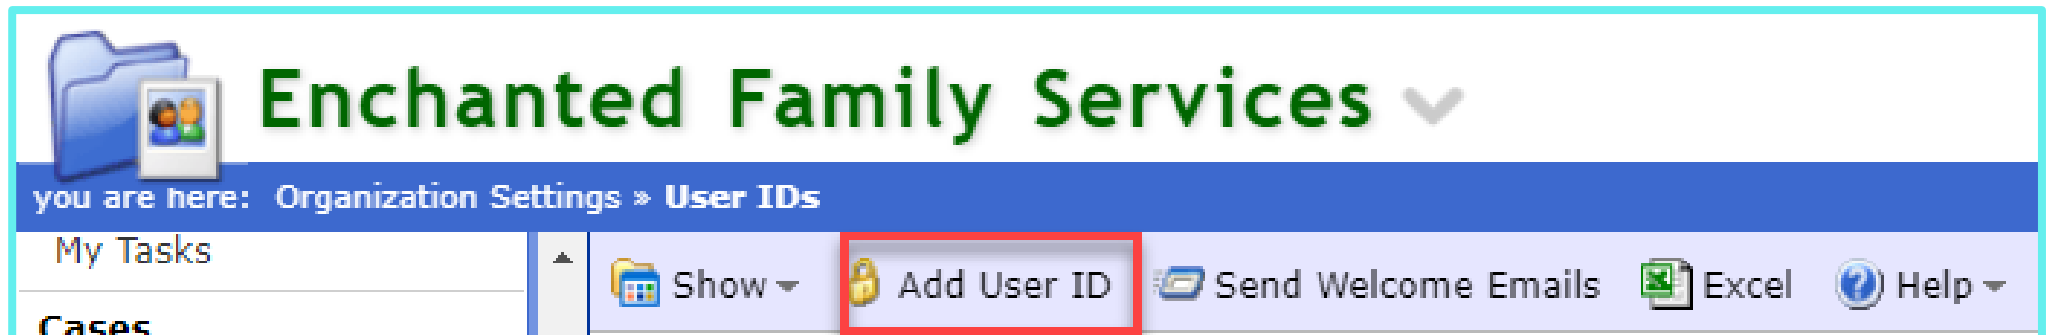 Enchanted Family Services
you are here: Organization Settings » User IDs
My Tasks
Show Add User ID Send Welcome Emails Excel Help
Cases